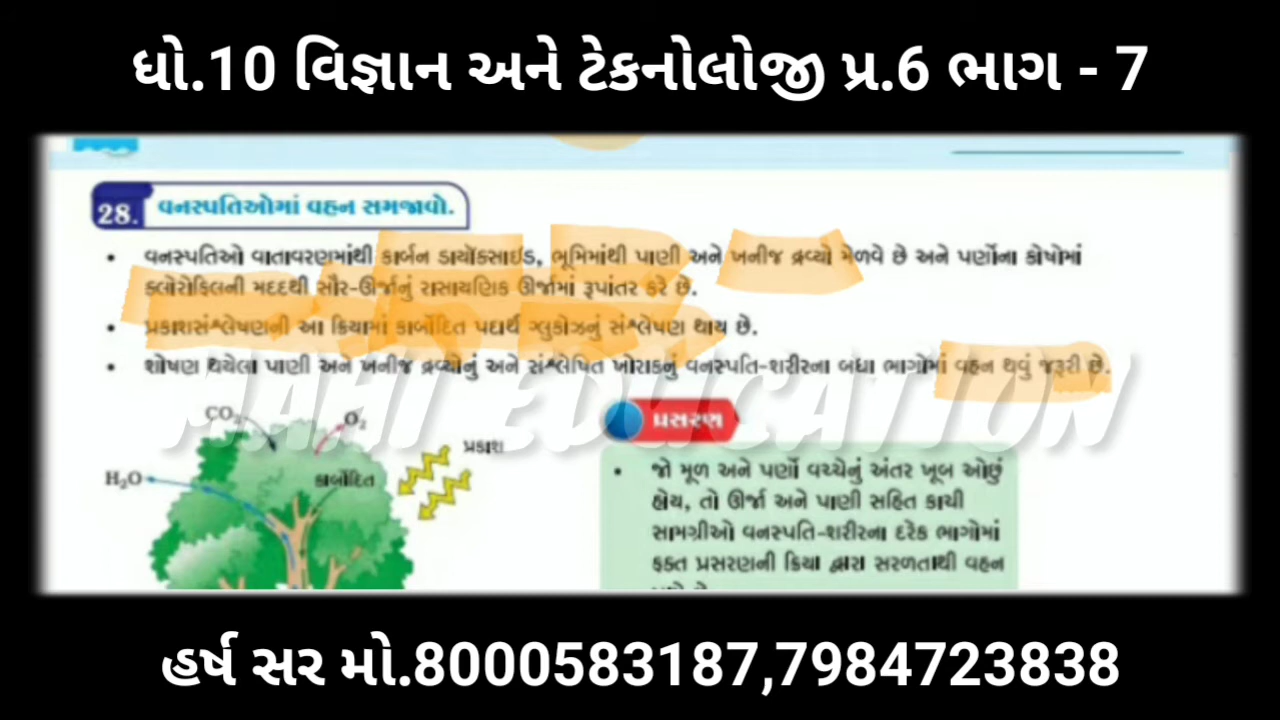 ધો.10 વિજ્ઞાન અને ટેકનોલોજી પ્ર.6 ભાગ - 7
28. વનસ્પતિઓમાં વહન સમજાવો.
• વનસ્પતિઓ વાતાવરણમાંથી કાર્બન ડાયૉક્સાઇડ, ભૂમિમાંથી પાણી અને ખનીજ દ્રવ્યો મેળવે છે અને પર્ણોના કોષોમાં
ક્લોરોફિલની મદદથી સૌર-ઊર્જાનું રાસાયણિક ઊર્જામાં રૂપાંતર કરે છે.
• પ્રકાશસંશ્લેષણની આ ક્રિયામાં કાર્બોદિત પદાર્થ ગ્લુકોઝનું સંશ્લેષણ થાય છે.
• શોષણ થયેલા પાણી અને ખનીજ દ્રવ્યોનું અને સંશ્લેષિત ખોરાકનું વનસ્પતિ-શરીરના બધા ભાગોમાં વહન થવું જરૂરી છે.
MAHI EDUCATION
CO₂
O₂
પ્રકાશ
H₂O
કાર્બોદિત
પ્રસરણ
• જો મૂળ અને પર્ણો વચ્ચેનું અંતર ખૂબ ઓછું
હોય, તો ઊર્જા અને પાણી સહિત કાચી
સામગ્રીઓ વનસ્પતિ-શરીરના દરેક ભાગોમાં
ફક્ત પ્રસરણની ક્રિયા દ્વારા સરળતાથી વહન
હર્ષ સર મો.8000583187,7984723838